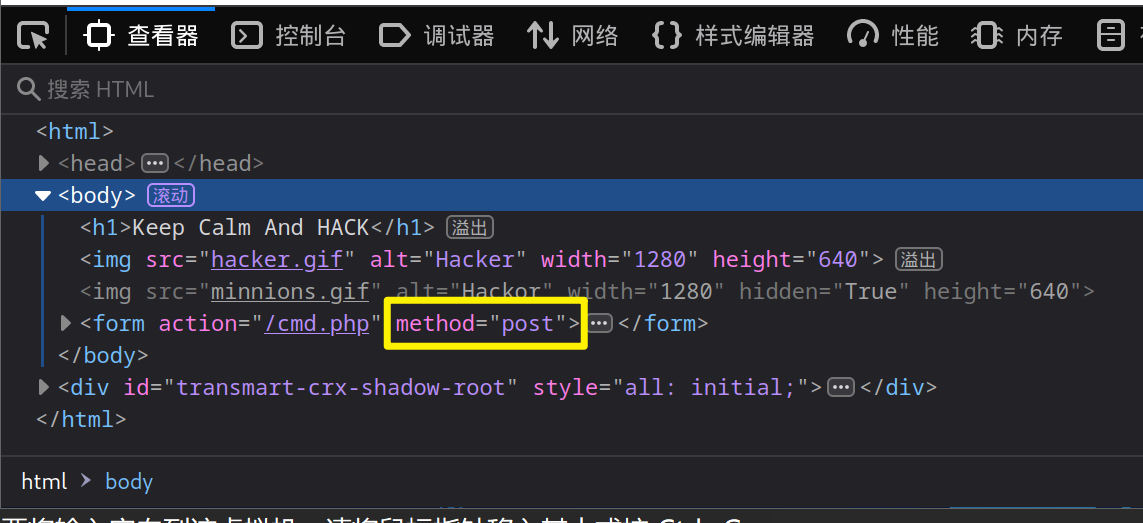 查看器 控制台 调试器 网络 样式编辑器 性能 内存
搜索 HTML
<html>
<head> ••• </head>
<body> 滚动
<h1>Keep Calm And HACK</h1> 溢出
<img src="hacker.gif" alt="Hacker" width="1280" height="640"> 溢出
<img src="minnions.gif" alt="Hackor" width="1280" hidden="True" height="640">
<form action="/cmd.php" method="post"> ••• </form>
</body>
<div id="transmart-crx-shadow-root" style="all: initial;"> ••• </div>
</html>
html > body